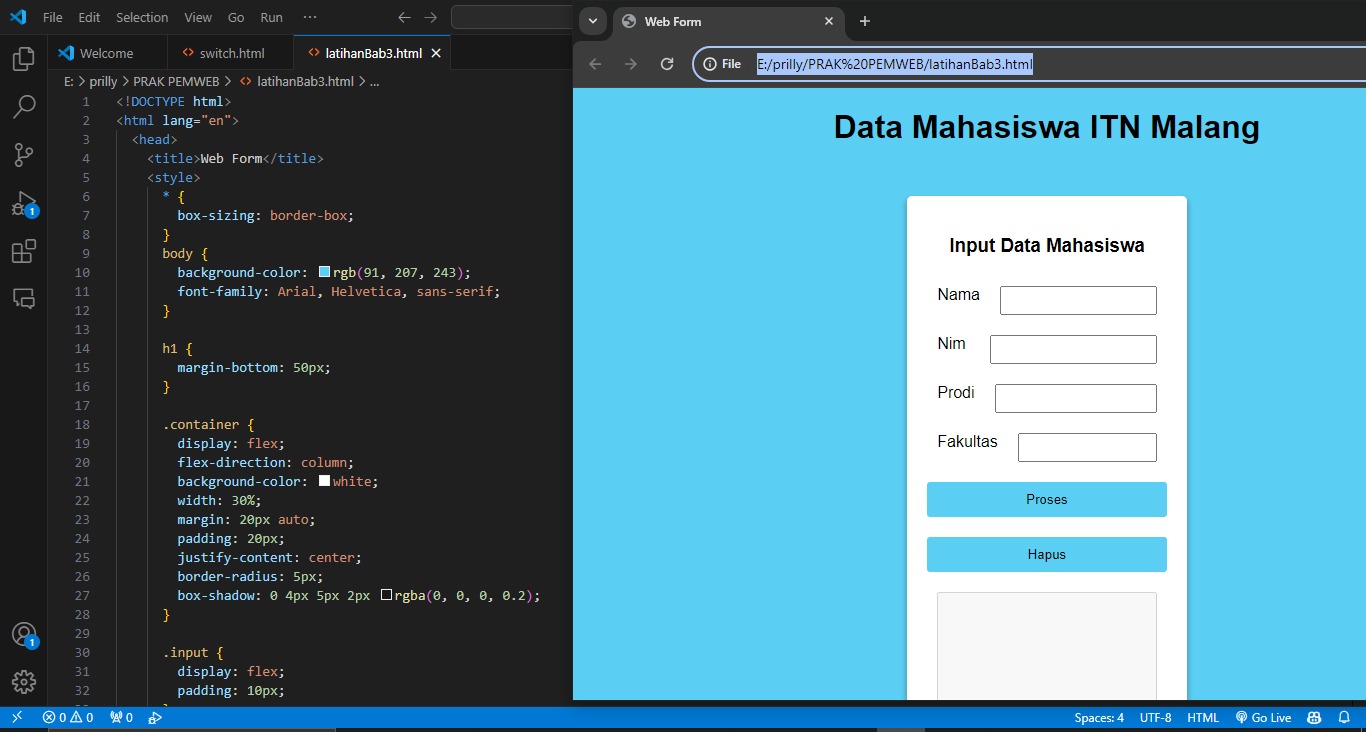 File Edit Selection View Go Run ···
Welcome switch.html latihanBab3.html
E: > prilly > PRAK PEMWEB > latihanBab3.html > ...
1 <!DOCTYPE html>
2 <html lang="en">
3 <head>
4 <title>Web Form</title>
5 <style>
6 * {
7 box-sizing: border-box;
8 }
9 body {
10 background-color: rgb(91, 207, 243);
11 font-family: Arial, Helvetica, sans-serif;
12 }
13
14 h1 {
15 margin-bottom: 50px;
16 }
17
18 .container {
19 display: flex;
20 flex-direction: column;
21 background-color: white;
22 width: 30%;
23 margin: 20px auto;
24 padding: 20px;
25 justify-content: center;
26 border-radius: 5px;
27 box-shadow: 0 4px 5px 2px rgba(0, 0, 0, 0.2);
28 }
29
30 .input {
31 display: flex;
32 padding: 10px;
1
1
Web Form
File E:/prilly/PRAK%20PEMWEB/latihanBab3.html
Data Mahasiswa ITN Malang
Input Data Mahasiswa
Nama
Nim
Prodi
Fakultas
Proses
Hapus
0 0 0 Spaces: 4 UTF-8 HTML Go Live